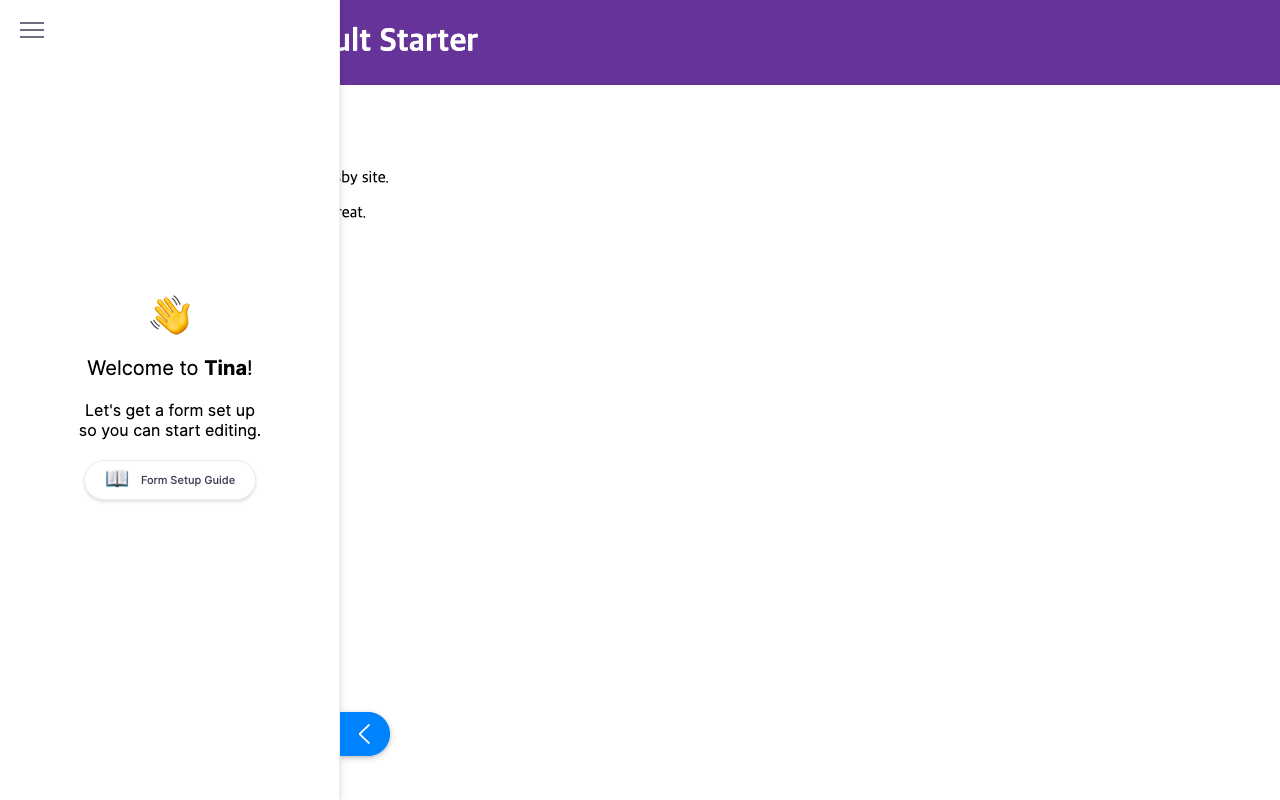 ult Starter
by site.
reat.
Welcome to Tina!
Let's get a form set up
so you can start editing.
Form Setup Guide